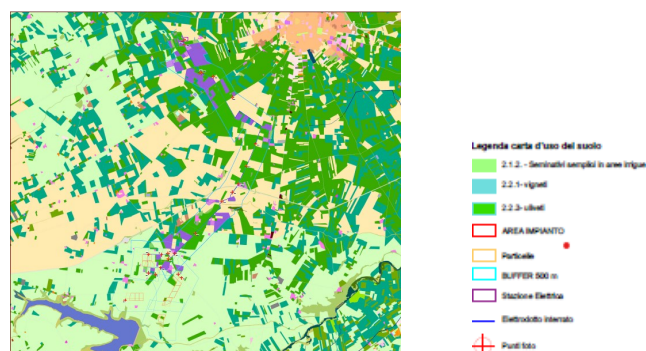 Legenda carta d'uso del suolo
2.1.2. - Seminativi semplici in aree irrigue
2.2.1- vigneti
2.2.3- uliveti
AREA IMPIANTO
Particelle
BUFFER 500 m
Stazione Elettrica
Elettrodotto interrato
Punti foto